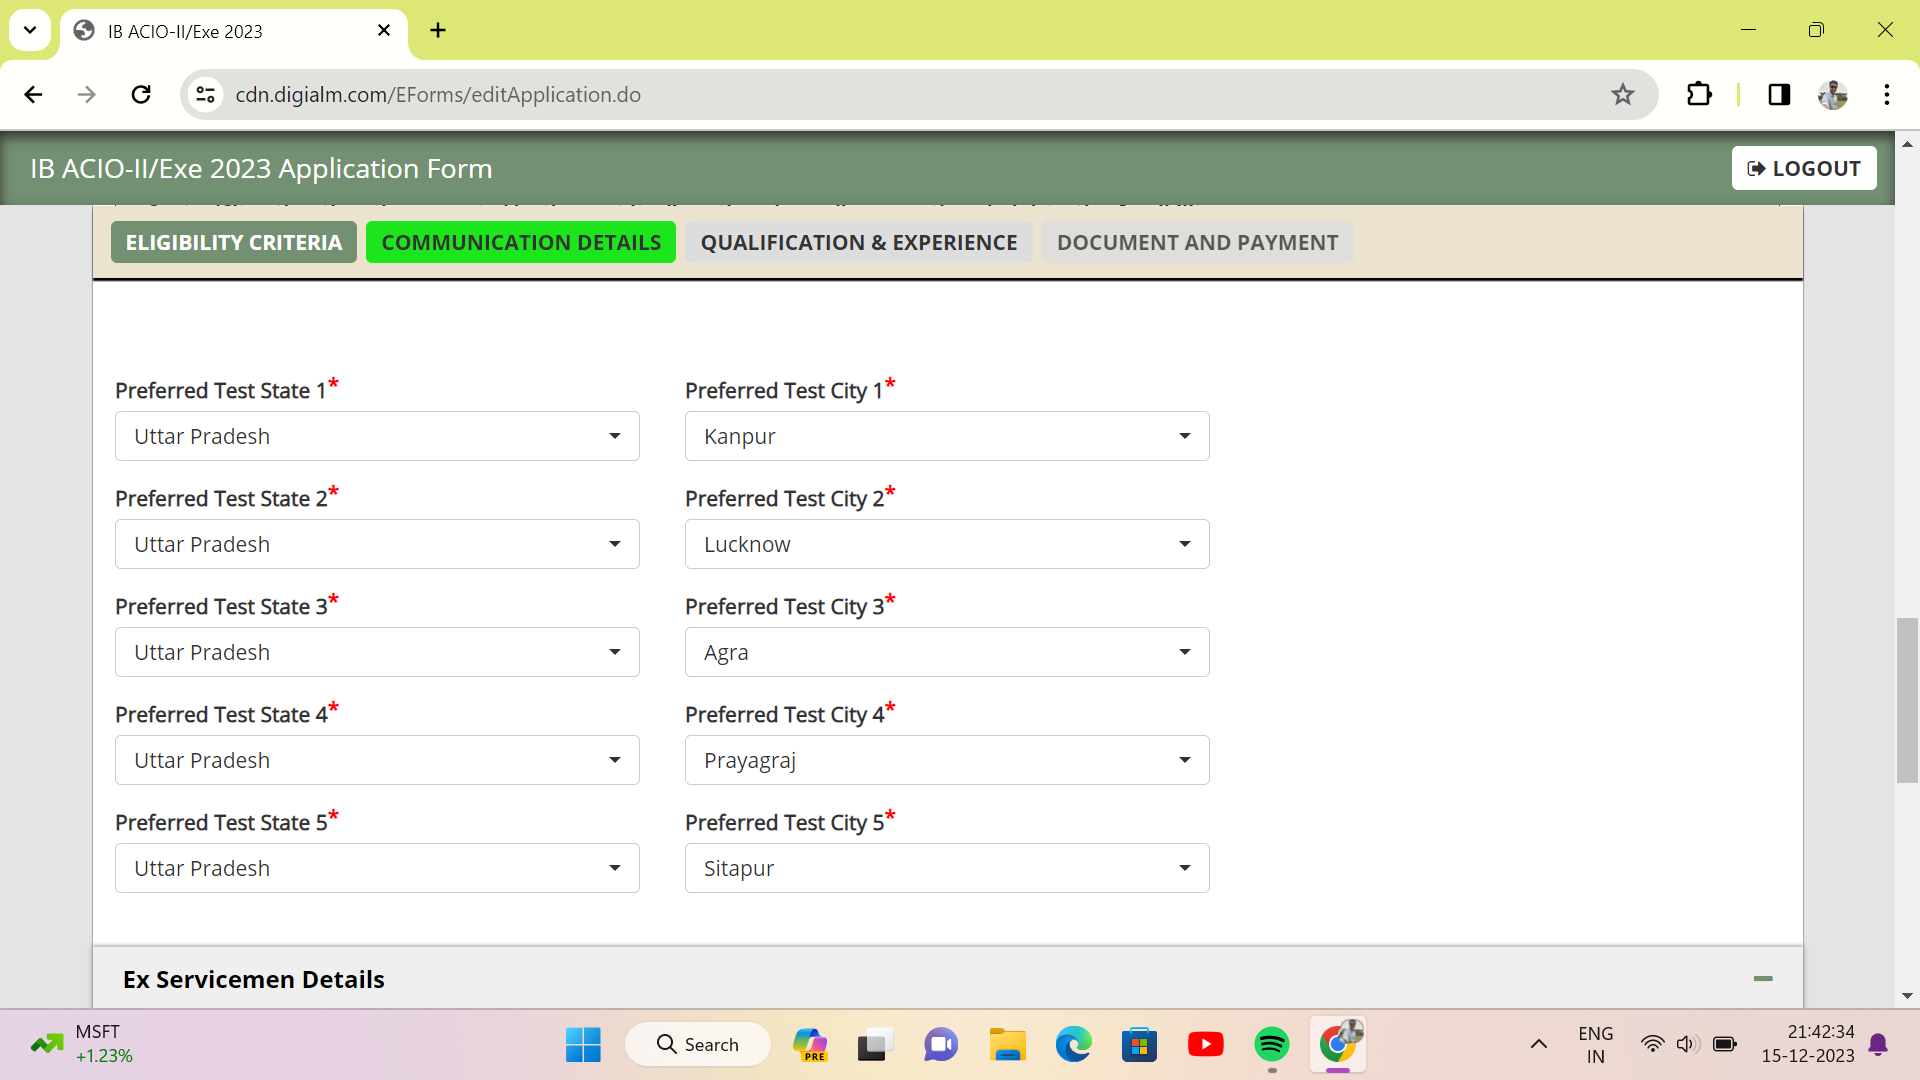 IB ACIO-II/Exe 2023
cdn.digialm.com/EForms/editApplication.do
IB ACIO-II/Exe 2023 Application Form
LOGOUT
ELIGIBILITY CRITERIA COMMUNICATION DETAILS QUALIFICATION & EXPERIENCE DOCUMENT AND PAYMENT
Preferred Test State 1* Preferred Test City 1*
Uttar Pradesh Kanpur
Preferred Test State 2* Preferred Test City 2*
Uttar Pradesh Lucknow
Preferred Test State 3* Preferred Test City 3*
Uttar Pradesh Agra
Preferred Test State 4* Preferred Test City 4*
Uttar Pradesh Prayagraj
Preferred Test State 5* Preferred Test City 5*
Uttar Pradesh Sitapur
Ex Servicemen Details
MSFT
+1.23%
Search
PRE
ENG
IN
21:42:34
15-12-2023